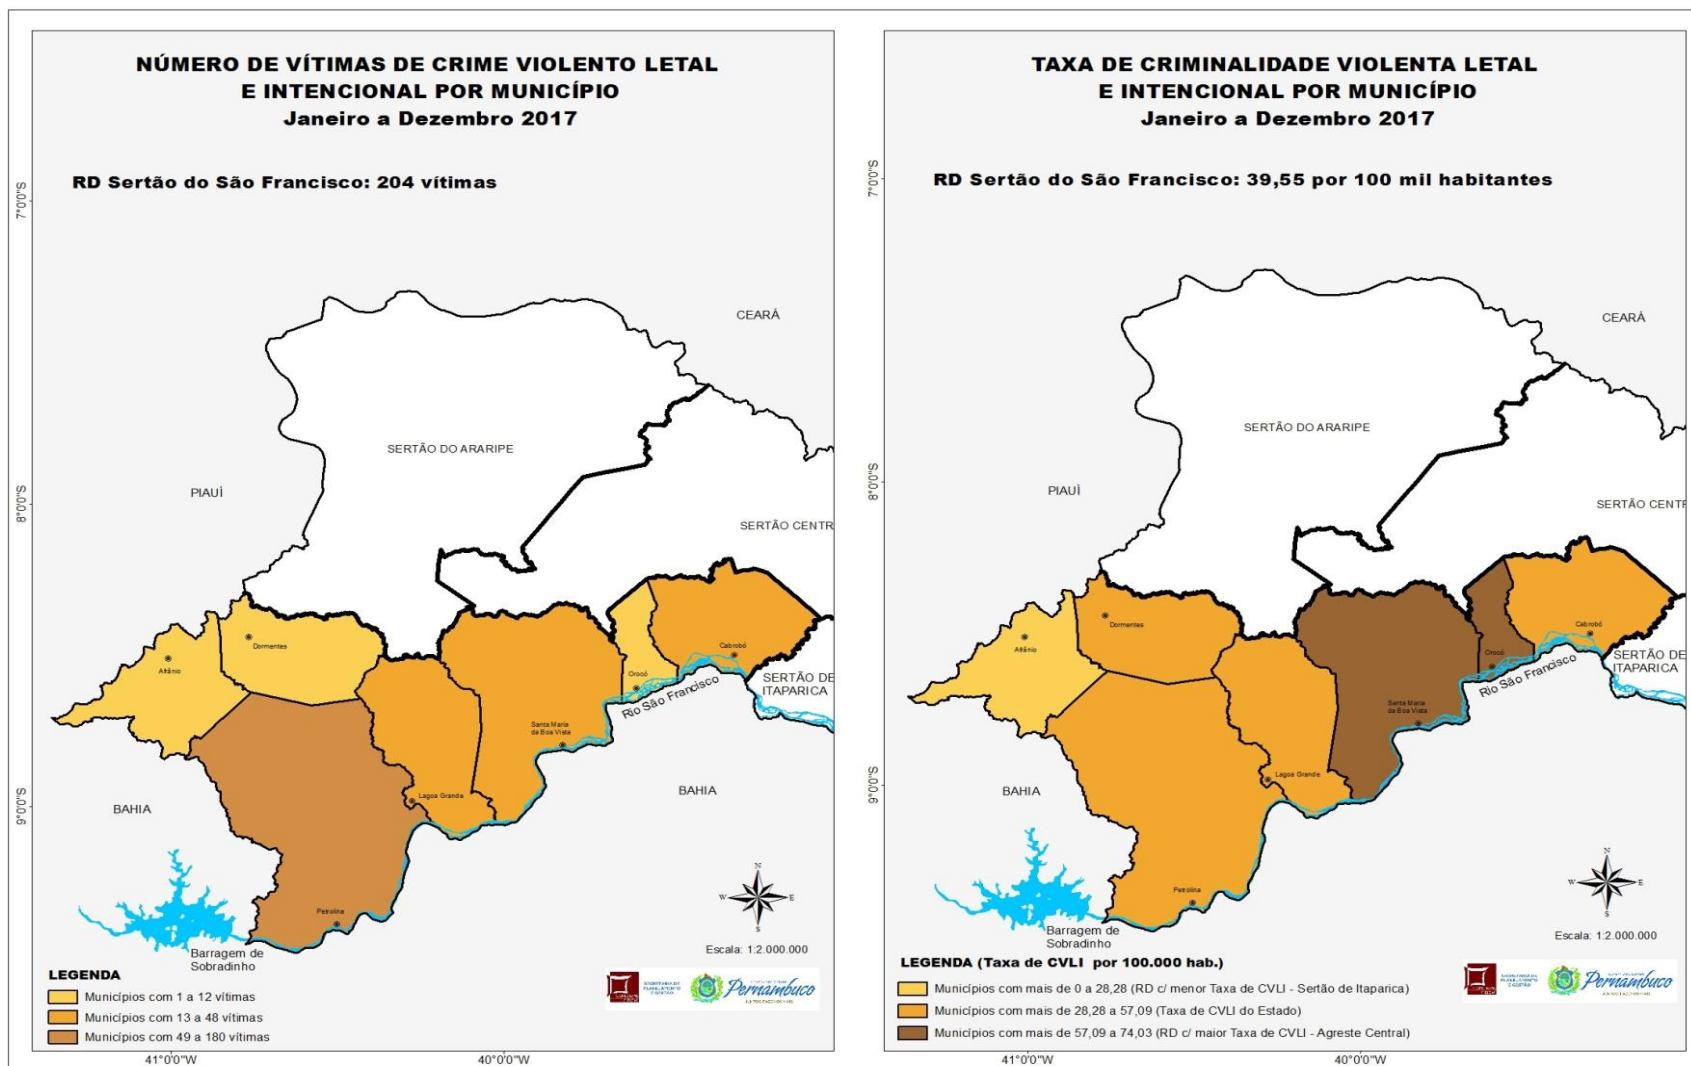 NÚMERO DE VÍTIMAS DE CRIME VIOLENTO LETAL
E INTENCIONAL POR MUNICÍPIO
Janeiro a Dezembro 2017
RD Sertão do São Francisco: 204 vítimas
7°0'0"S
8°0'0"S
9°0'0"S
CEARÁ
SERTÃO DO ARARIPE
PIAUÍ
SERTÃO CENTR
Dormentes
Afrânio
Cabrobó
Orocó
SERTÃO DE
ITAPARICA
Rio São Francisco
Santa Maria
da Boa Vista
Lagoa Grande
BAHIA
BAHIA
Petrolina
Barragem de
Sobradinho
N
W
E
S
Escala: 1:2.000.000
LEGENDA
Municípios com 1 a 12 vítimas
Municípios com 13 a 48 vítimas
Municípios com 49 a 180 vítimas
SECRETARIA DE
PLANEJAMENTO
E GESTÃO
Pernambuco
41°0'0"W
40°0'0"W
TAXA DE CRIMINALIDADE VIOLENTA LETAL
E INTENCIONAL POR MUNICÍPIO
Janeiro a Dezembro 2017
RD Sertão do São Francisco: 39,55 por 100 mil habitantes
7°0'0"S
8°0'0"S
9°0'0"S
CEARÁ
SERTÃO DO ARARIPE
PIAUÍ
SERTÃO CENTR
Dormentes
Afrânio
Cabrobó
Orocó
SERTÃO DE
ITAPARICA
Rio São Francisco
Santa Maria
da Boa Vista
Lagoa Grande
BAHIA
BAHIA
Petrolina
Barragem de
Sobradinho
N
W
E
S
Escala: 1:2.000.000
LEGENDA (Taxa de CVLI por 100.000 hab.)
Municípios com mais de 0 a 28,28 (RD c/ menor Taxa de CVLI - Sertão de Itaparica)
Municípios com mais de 28,28 a 57,09 (Taxa de CVLI do Estado)
Municípios com mais de 57,09 a 74,03 (RD c/ maior Taxa de CVLI - Agreste Central)
SECRETARIA DE
PLANEJAMENTO
E GESTÃO
Pernambuco
41°0'0"W
40°0'0"W